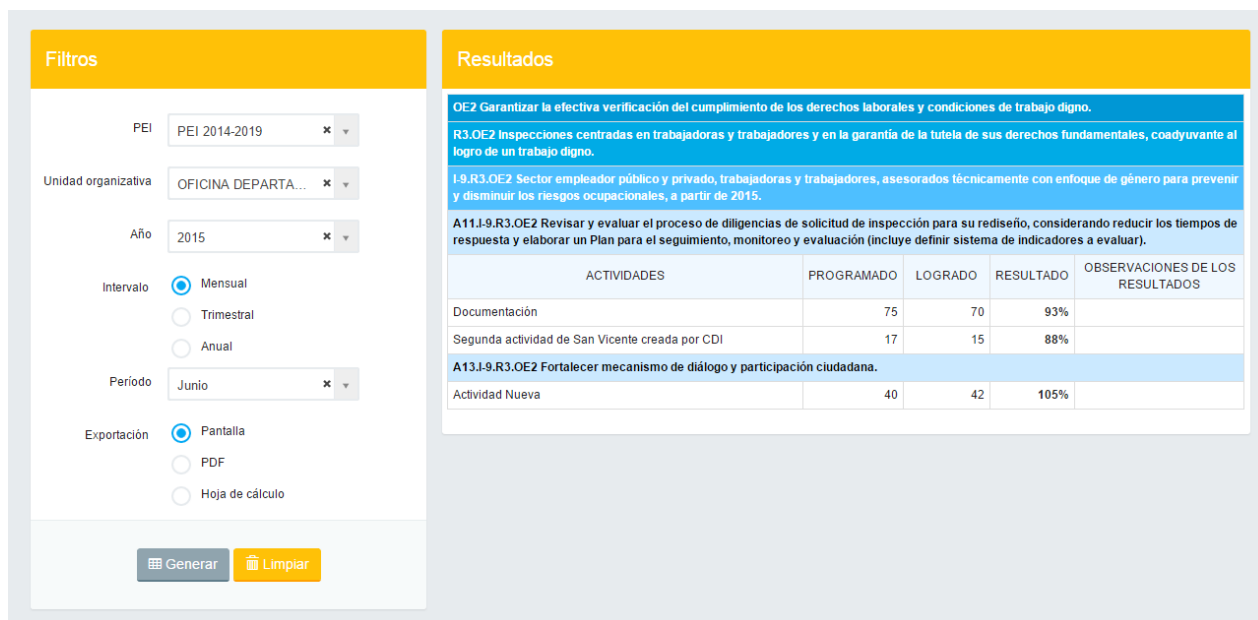 Filtros
PEI
PEI 2014-2019
Unidad organizativa
OFICINA DEPARTA...
Año
2015
Intervalo
Mensual
Trimestral
Anual
Período
Junio
Exportación
Pantalla
PDF
Hoja de cálculo
Generar
Limpiar
Resultados
OE2 Garantizar la efectiva verificación del cumplimiento de los derechos laborales y condiciones de trabajo digno.
R3.OE2 Inspecciones centradas en trabajadoras y trabajadores y en la garantía de la tutela de sus derechos fundamentales, coadyuvante al
logro de un trabajo digno.
I-9.R3.OE2 Sector empleador público y privado, trabajadoras y trabajadores, asesorados técnicamente con enfoque de género para prevenir
y disminuir los riesgos ocupacionales, a partir de 2015.
A11.I-9.R3.OE2 Revisar y evaluar el proceso de diligencias de solicitud de inspección para su rediseño, considerando reducir los tiempos de
respuesta y elaborar un Plan para el seguimiento, monitoreo y evaluación (incluye definir sistema de indicadores a evaluar).
ACTIVIDADES PROGRAMADO LOGRADO RESULTADO OBSERVACIONES DE LOS
RESULTADOS
Documentación 75 70 93%
Segunda actividad de San Vicente creada por CDI 17 15 88%
A13.I-9.R3.OE2 Fortalecer mecanismo de diálogo y participación ciudadana.
Actividad Nueva 40 42 105%